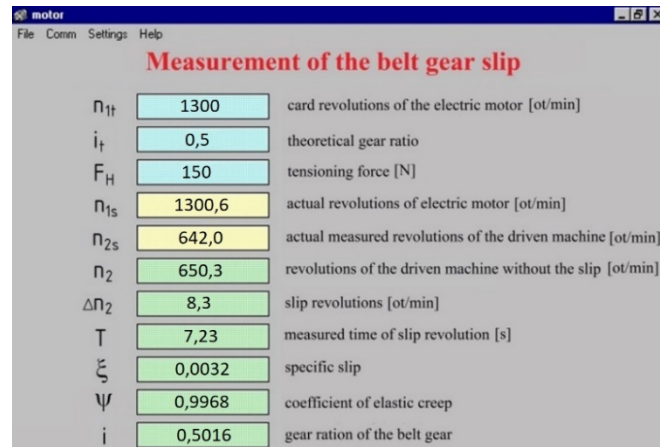 motor
File Comm Settings Help
Measurement of the belt gear slip
n1t 1300 card revolutions of the electric motor [ot/min]
it 0,5 theoretical gear ratio
FH 150 tensioning force [N]
n1s 1300,6 actual revolutions of electric motor [ot/min]
n2s 642,0 actual measured revolutions of the driven machine [ot/min]
n2 650,3 revolutions of the driven machine without the slip [ot/min]
Δn2 8,3 slip revolutions [ot/min]
T 7,23 measured time of slip revolution [s]
ξ 0,0032 specific slip
Ψ 0,9968 coefficient of elastic creep
i 0,5016 gear ration of the belt gear